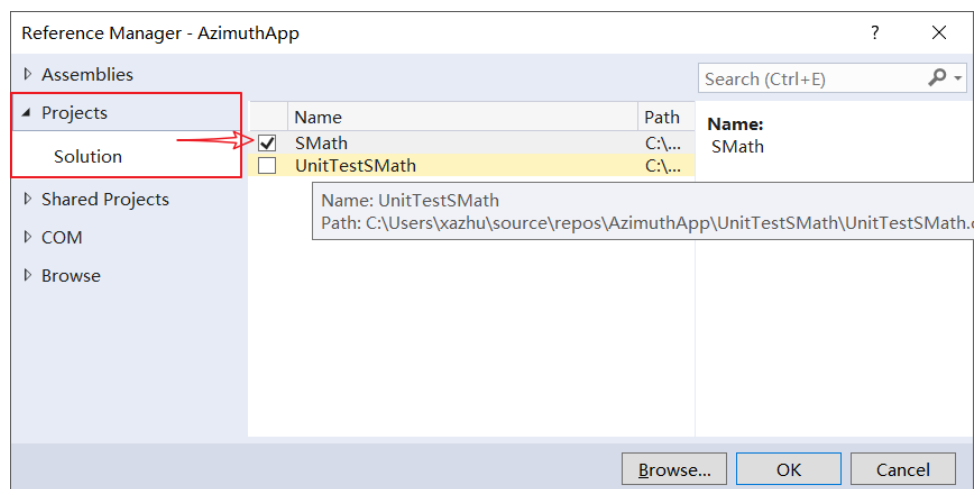 Reference Manager - AzimuthApp
Assemblies
Search (Ctrl+E)
Projects
Solution
Shared Projects
COM
Browse
Name Path
SMath C:\...
UnitTestSMath C:\...
Name: UnitTestSMath
Path: C:\Users\xazhu\source\repos\AzimuthApp\UnitTestSMath\UnitTestSMath.
Name:
SMath
Browse... OK Cancel